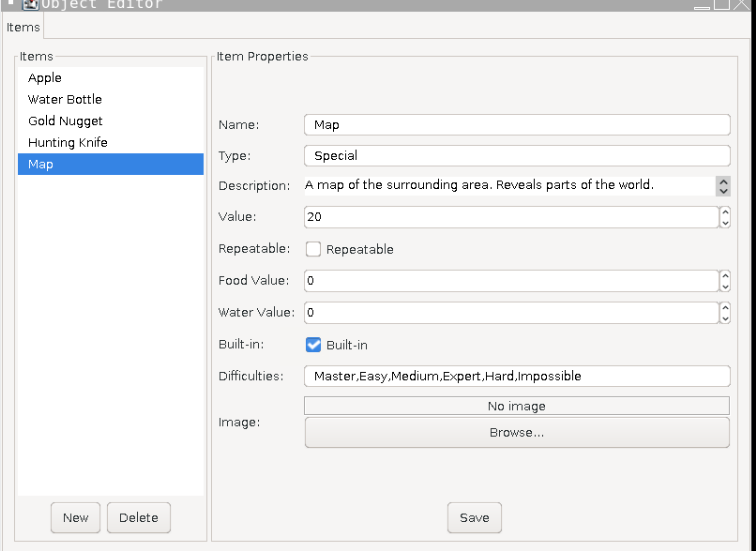 Object Editor
Items
Items
Apple
Water Bottle
Gold Nugget
Hunting Knife
Map
New
Delete
Item Properties
Name: Map
Type: Special
Description: A map of the surrounding area. Reveals parts of the world.
Value: 20
Repeatable: Repeatable
Food Value: 0
Water Value: 0
Built-in: Built-in
Difficulties: Master,Easy,Medium,Expert,Hard,Impossible
Image: No image
Browse...
Save